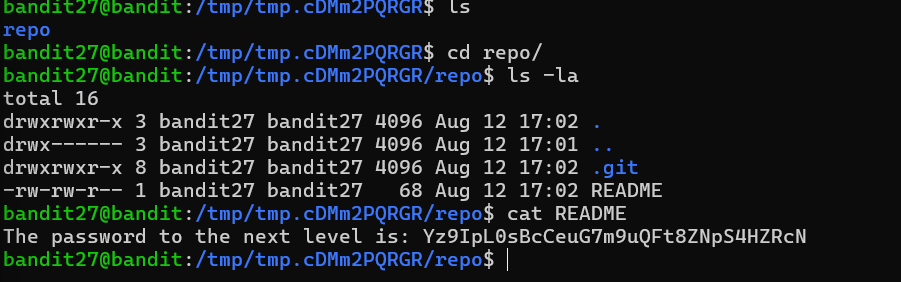 bandit27@bandit:/tmp/tmp.cDMm2PQRGR$ ls
repo
bandit27@bandit:/tmp/tmp.cDMm2PQRGR$ cd repo/
bandit27@bandit:/tmp/tmp.cDMm2PQRGR/repo$ ls -la
total 16
drwxrwxr-x 3 bandit27 bandit27 4096 Aug 12 17:02 .
drwx------ 3 bandit27 bandit27 4096 Aug 12 17:01 ..
drwxrwxr-x 8 bandit27 bandit27 4096 Aug 12 17:02 .git
-rw-rw-r-- 1 bandit27 bandit27   68 Aug 12 17:02 README
bandit27@bandit:/tmp/tmp.cDMm2PQRGR/repo$ cat README
The password to the next level is: Yz9IpL0sBcCeuG7m9uQFt8ZNpS4HZRcN
bandit27@bandit:/tmp/tmp.cDMm2PQRGR/repo$